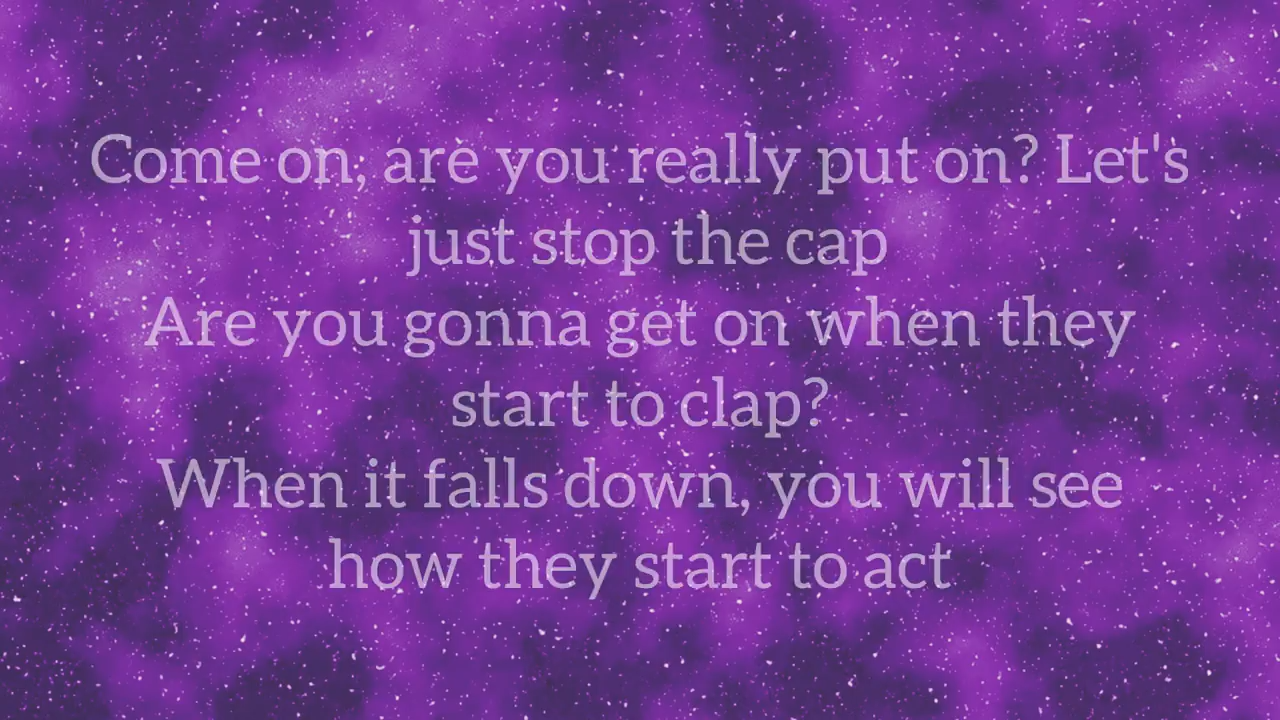 Come on, are you really put on? Let's
just stop the cap
Are you gonna get on when they
start to clap?
When it falls down, you will see
how they start to act